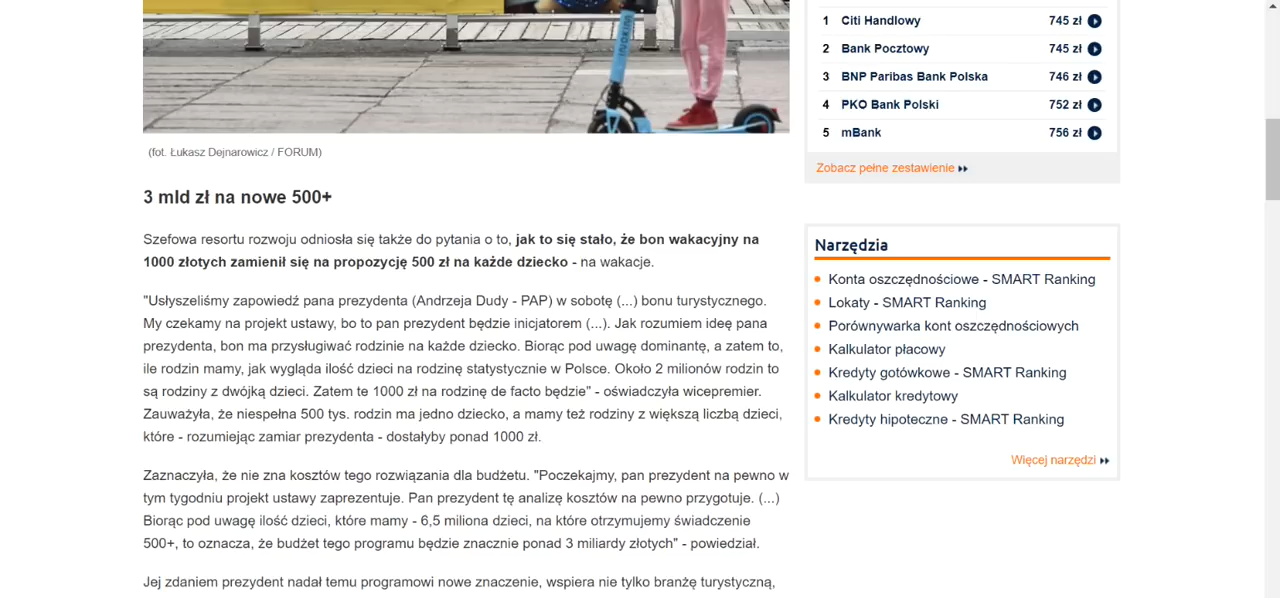 (fot. Łukasz Dejnarowicz / FORUM)
3 mld zł na nowe 500+
Szefowa resortu rozwoju odniosła się także do pytania o to, jak to się stało, że bon wakacyjny na
1000 złotych zamienił się na propozycję 500 zł na każde dziecko - na wakacje.
"Usłyszeliśmy zapowiedź pana prezydenta (Andrzeja Dudy - PAP) w sobotę (...) bonu turystycznego.
My czekamy na projekt ustawy, bo to pan prezydent będzie inicjatorem (...). Jak rozumiem ideę pana
prezydenta, bon ma przysługiwać rodzinie na każde dziecko. Biorąc pod uwagę dominantę, a zatem to,
ile rodzin mamy, jak wygląda ilość dzieci na rodzinę statystycznie w Polsce. Około 2 milionów rodzin to
są rodziny z dwójką dzieci. Zatem te 1000 zł na rodzinę de facto będzie" - oświadczyła wicepremier.
Zauważyła, że niespełna 500 tys. rodzin ma jedno dziecko, a mamy też rodziny z większą liczbą dzieci,
które - rozumiejąc zamiar prezydenta - dostałyby ponad 1000 zł.
Zaznaczyła, że nie zna kosztów tego rozwiązania dla budżetu. "Poczekajmy, pan prezydent na pewno w
tym tygodniu projekt ustawy zaprezentuje. Pan prezydent tę analizę kosztów na pewno przygotuje. (...)
Biorąc pod uwagę ilość dzieci, które mamy - 6,5 miliona dzieci, na które otrzymujemy świadczenie
500+, to oznacza, że budżet tego programu będzie znacznie ponad 3 miliardy złotych" - powiedział.
Jej zdaniem prezydent nadał temu programowi nowe znaczenie, wspiera nie tylko branżę turystyczną,
1 Citi Handlowy 745 zł
2 Bank Pocztowy 745 zł
3 BNP Paribas Bank Polska 746 zł
4 PKO Bank Polski 752 zł
5 mBank 756 zł
Zobacz pełne zestawienie
Narzędzia
Konta oszczędnościowe - SMART Ranking
Lokaty - SMART Ranking
Porównywarka kont oszczędnościowych
Kalkulator płacowy
Kredyty gotówkowe - SMART Ranking
Kalkulator kredytowy
Kredyty hipoteczne - SMART Ranking
Więcej narzędzi